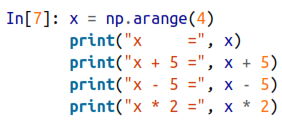 In[7]: x = np.arange(4)
       print("x     =", x)
       print("x + 5 =", x + 5)
       print("x - 5 =", x - 5)
       print("x * 2 =", x * 2)